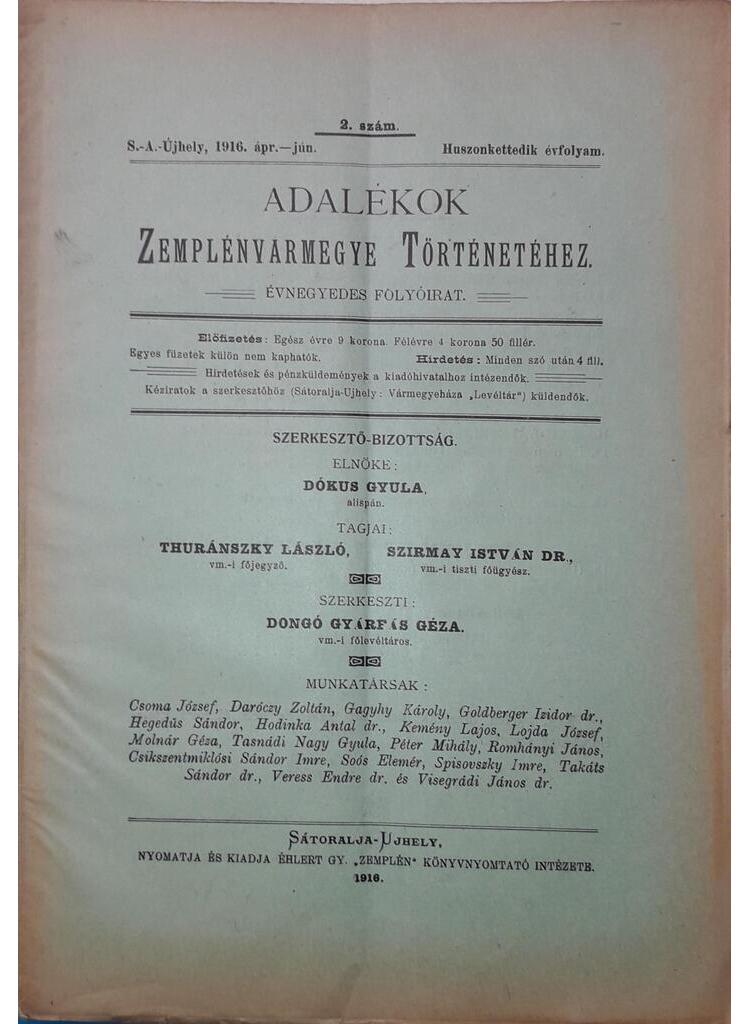 2. szám.
S.-A.-Újhely, 1916. ápr.—jún. Huszonkettedik évfolyam.
ADALÉKOK
ZEMPLÉNVÁRMEGYE TÖRTÉNETÉHEZ.
ÉVNEGYEDES FOLYÓIRAT.
Előfizetés: Egész évre 9 korona. Félévre 4 korona 50 fillér.
Egyes füzetek külön nem kaphatók. Hirdetés: Minden szó után 4 fill.
Hirdetések és pénzküldemények a kiadóhivatalhoz intézendők.
Kéziratok a szerkesztőhöz (Sátoralja-Ujhely: Vármegyeháza „Levéltár") küldendők.
SZERKESZTŐ-BIZOTTSÁG.
ELNÖKE:
DÓKUS GYULA,
alispán.
TAGJAI:
THURÁNSZKY LÁSZLÓ, SZIRMAY ISTVÁN DR.,
vm.-i főjegyző. vm.-i tiszti főügyész.
SZERKESZTI:
DONGÓ GYÁRFÁS GÉZA.
vm.-i főlevéltáros.
MUNKATÁRSAK:
Csoma József, Daróczy Zoltán, Gagyhy Károly, Goldberger Izidor dr.,
Hegedüs Sándor, Hodinka Antal dr., Kemény Lajos, Lojda József,
Molnár Géza, Tasnádi Nagy Gyula, Péter Mihály, Romhányi János,
Csikszentmiklósi Sándor Imre, Soós Elemér, Spisovszky Imre, Takáts
Sándor dr., Veress Endre dr. és Visegrádi János dr.
SÁTORALJA-UJHELY,
NYOMATJA ÉS KIADJA ÉHLERT GY. „ZEMPLÉN" KÖNYVNYOMTATÓ INTÉZETE.
1916.